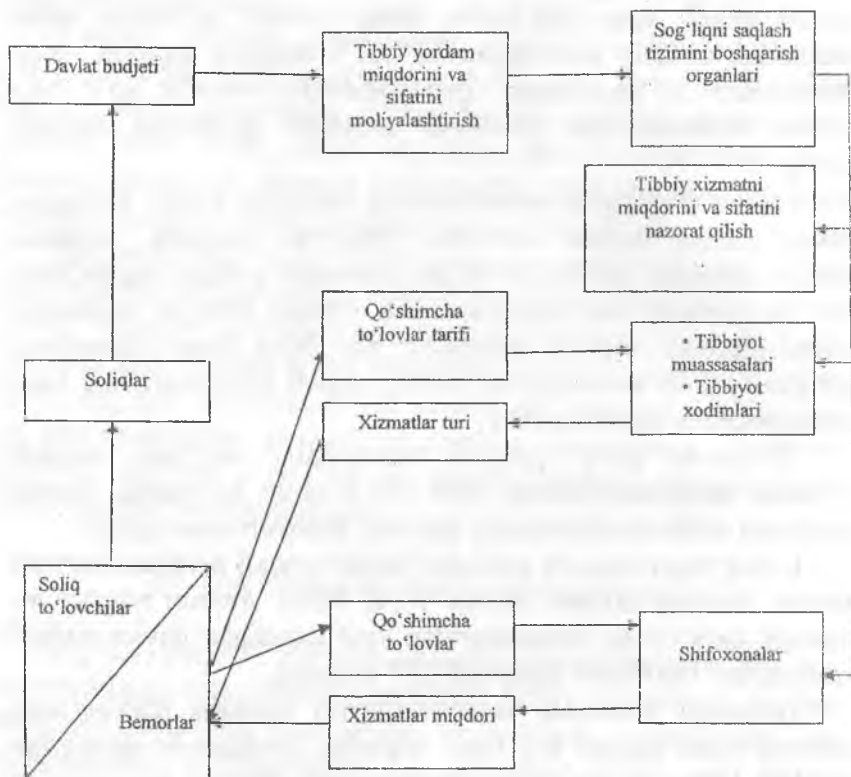 Davlat budjeti
Tibbiy yordam
miqdorini va
sifatini
moliyalashtirish
Sog‘liqni saqlash
tizimini boshqarish
organlari
Tibbiy xizmatni
miqdorini va sifatini
nazorat qilish
Qo‘shimcha
to‘lovlar tarifi
• Tibbiyot
muassasalari
• Tibbiyot
xodimlari
Soliqlar
Xizmatlar turi
Soliq
to‘lovchilar
Bemorlar
Qo‘shimcha
to‘lovlar
Shifoxonalar
Xizmatlar miqdori